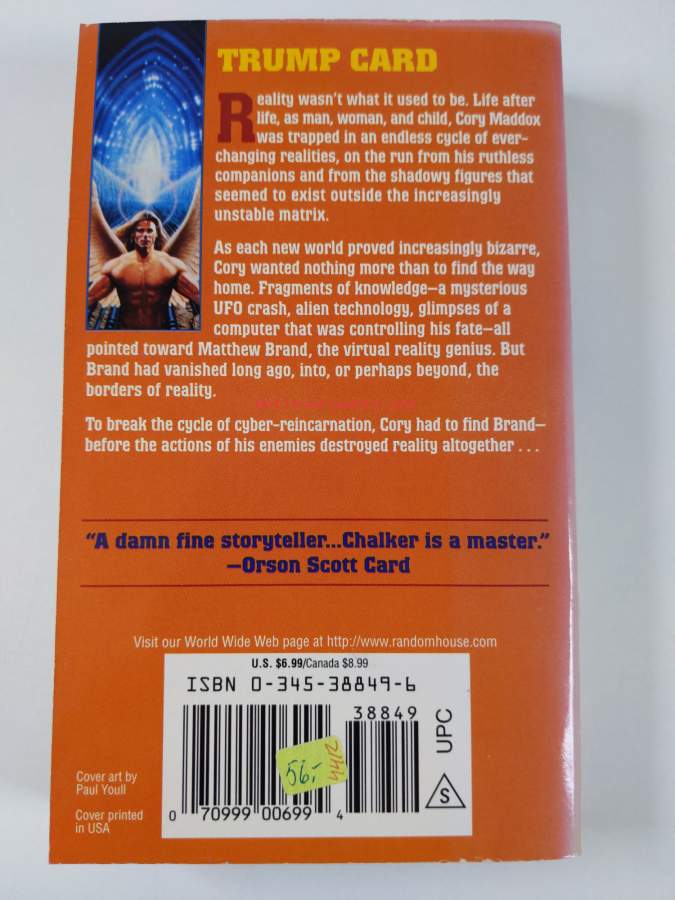 TRUMP CARD
Reality wasn't what it used to be. Life after
life, as man, woman, and child, Cory Maddox
was trapped in an endless cycle of ever-
changing realities, on the run from his ruthless
companions and from the shadowy figures that
seemed to exist outside the increasingly
unstable matrix.
As each new world proved increasingly bizarre,
Cory wanted nothing more than to find the way
home. Fragments of knowledge—a mysterious
UFO crash, alien technology, glimpses of a
computer that was controlling his fate—all
pointed toward Matthew Brand, the virtual reality genius. But
Brand had vanished long ago, into, or perhaps beyond, the
borders of reality.
To break the cycle of cyber-reincarnation, Cory had to find Brand—
before the actions of his enemies destroyed reality altogether . . .
"A damn fine storyteller...Chalker is a master."
—Orson Scott Card
Visit our World Wide Web page at http://www.randomhouse.com
U.S. $6.99/Canada $8.99
ISBN 0-345-38849-6
38849
UPC
S
56,-
4412
0 70999 00699 4
Cover art by
Paul Youll
Cover printed
in USA